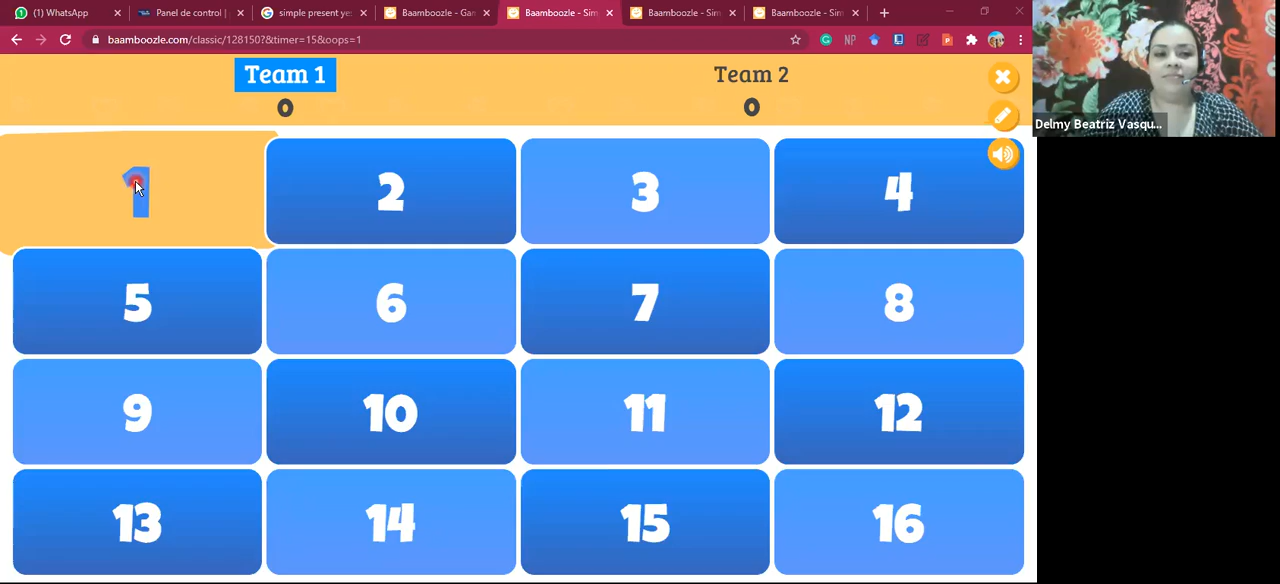 (1) WhatsApp
Panel de control |
simple present ye
Baamboozle - Gam
Baamboozle - Sim
Baamboozle - Sim
Baamboozle - Sim
baamboozle.com/classic/128150?&timer=15&oops=1
NP
Team 1
Team 2
0
0
Delmy Beatriz Vasqu...
1
2
3
4
5
6
7
8
9
10
11
12
13
14
15
16